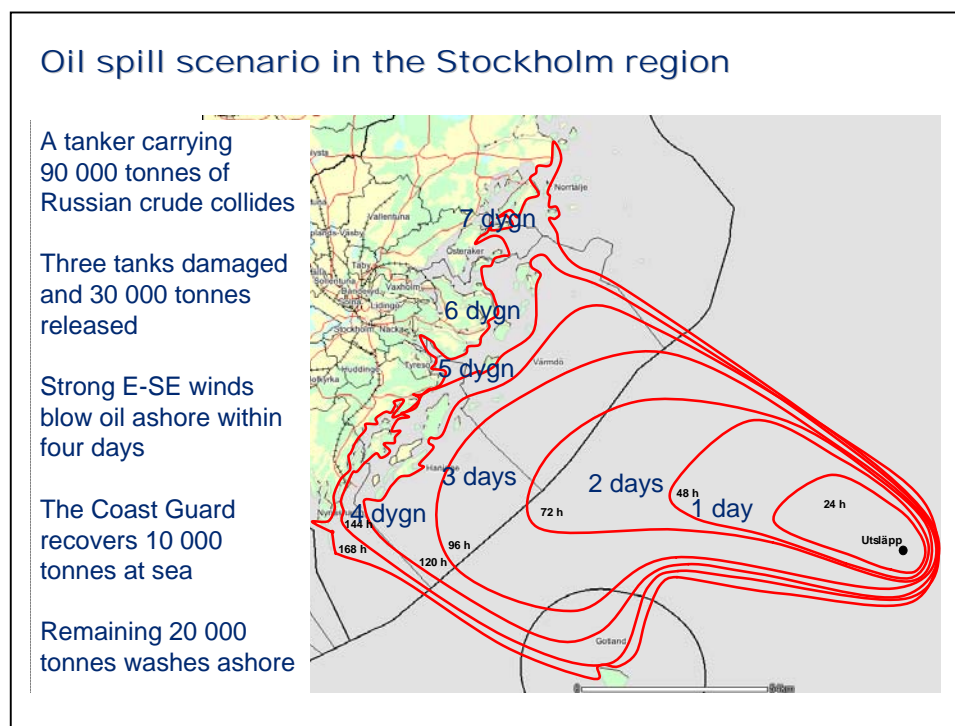 Oil spill scenario in the Stockholm region
A tanker carrying
90 000 tonnes of
Russian crude collides
Three tanks damaged
and 30 000 tonnes
released
Strong E-SE winds
blow oil ashore within
four days
The Coast Guard
recovers 10 000
tonnes at sea
Remaining 20 000
tonnes washes ashore
Norrtälje
7 dygn
Vallentuna
Österåker
Täby
Vaxholm
Lidingö
6 dygn
Stockholm
Nacka
Värmdö
Tyresö
5 dygn
Huddinge
3 days
2 days
1 day
48 h
24 h
72 h
4 dygn
144 h
168 h
120 h
96 h
Utsläpp
Gotland